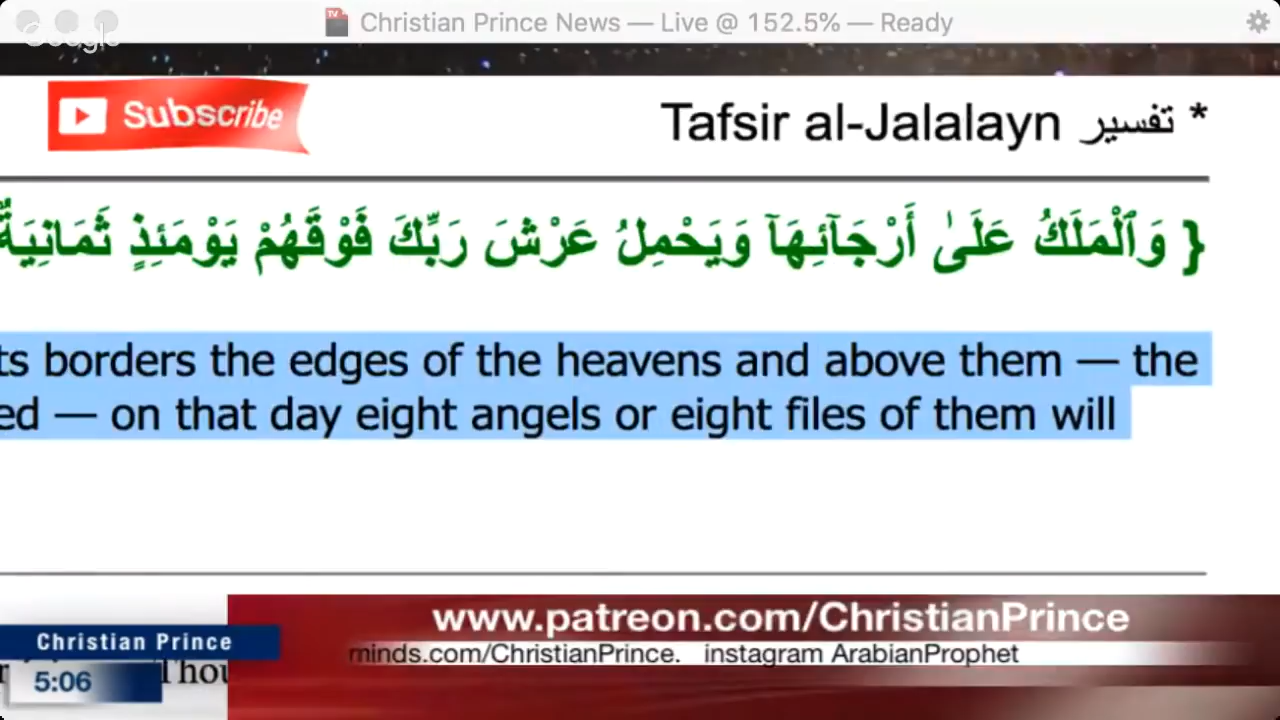 Christian Prince News — Live @ 152.5% — Ready
Google
Subscribe
Tafsir al-Jalalayn تفسير *
{ وَٱلْمَلَكُ عَلَىٰ أَرْجَآئِهَآ وَيَحْمِلُ عَرْشَ رَبِّكَ فَوْقَهُمْ يَوْمَئِذٍ ثَمَانِيَةٌ
ts borders the edges of the heavens and above them — the
ed — on that day eight angels or eight files of them will
www.patreon.com/ChristianPrince
Christian Prince
minds.com/ChristianPrince. instagram ArabianProphet
5:06
Thou